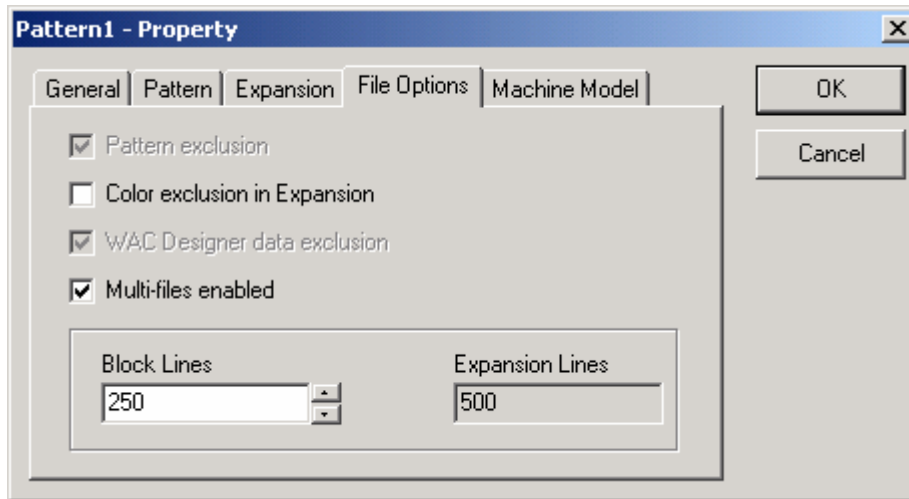 Pattern1 - Property
General Pattern Expansion File Options Machine Model
OK
Cancel
Pattern exclusion
Color exclusion in Expansion
WAC Designer data exclusion
Multi-files enabled
Block Lines Expansion Lines
250 500